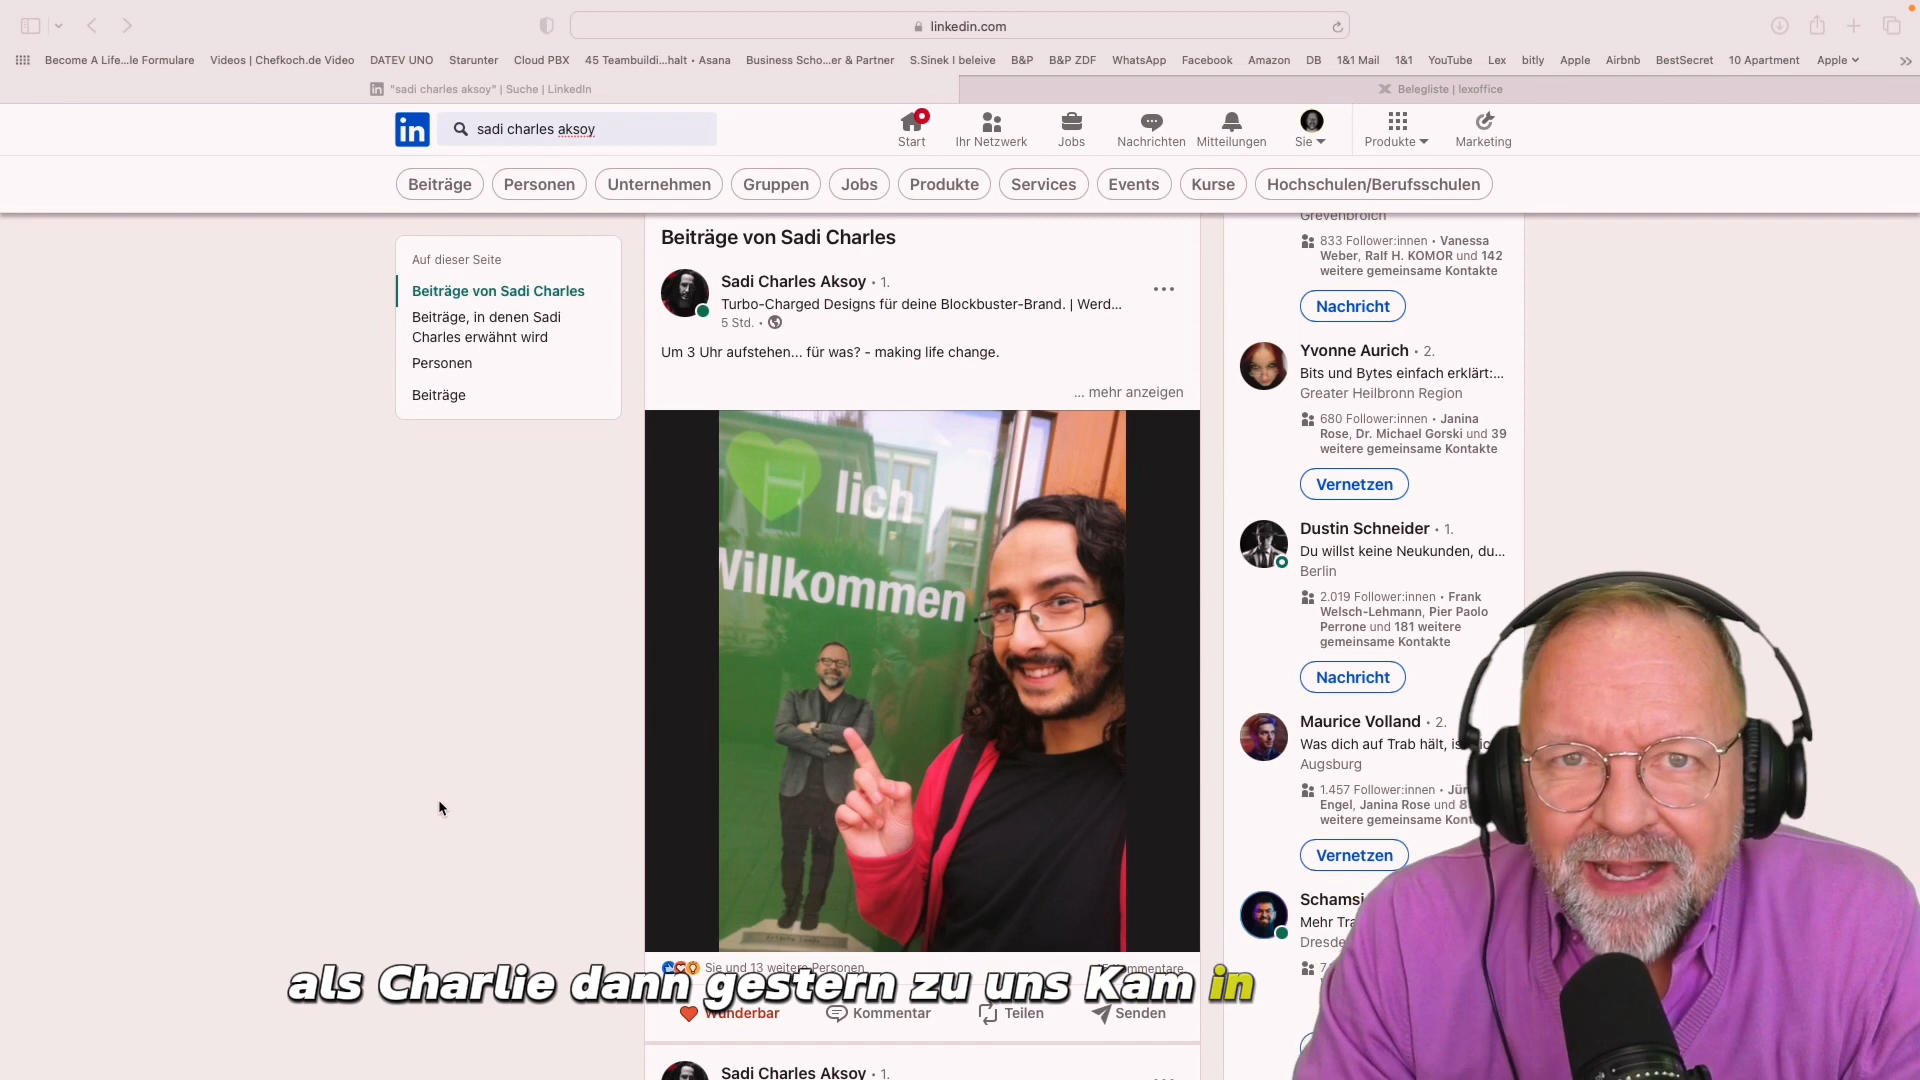 linkedin.com
Become A Life...le Formulare Videos | Chefkoch.de Video DATEV UNO Starunter Cloud PBX 45 Teambuildi...halt • Asana Business Scho...er & Partner S.Sinek I beleive B&P B&P ZDF WhatsApp Facebook Amazon DB 1&1 Mail 1&1 YouTube Lex bitly Apple Airbnb BestSecret 10 Apartment Apple
"sadi charles aksoy" | Suche | LinkedIn
Belegliste | lexoffice
in
sadi charles aksoy
Start
Ihr Netzwerk
Jobs
Nachrichten
Mitteilungen
Sie
Produkte
Marketing
Beiträge
Personen
Unternehmen
Gruppen
Jobs
Produkte
Services
Events
Kurse
Hochschulen/Berufsschulen
Auf dieser Seite
Beiträge von Sadi Charles
Beiträge, in denen Sadi
Charles erwähnt wird
Personen
Beiträge
Beiträge von Sadi Charles
Sadi Charles Aksoy • 1.
Turbo-Charged Designs für deine Blockbuster-Brand. | Werd...
5 Std. •
Um 3 Uhr aufstehen... für was? - making life change.
... mehr anzeigen
lich
Willkommen
Sie und 13 weitere Personen
als Charlie dann gestern zu uns Kam in
Wunderbar
Kommentar
Teilen
Senden
Sadi Charles Aksoy • 1.
Grevenbroich
833 Follower:innen • Vanessa
Weber, Ralf H. KOMOR und 142
weitere gemeinsame Kontakte
Nachricht
Yvonne Aurich • 2.
Bits und Bytes einfach erklärt:...
Greater Heilbronn Region
680 Follower:innen • Janina
Rose, Dr. Michael Gorski und 39
weitere gemeinsame Kontakte
Vernetzen
Dustin Schneider • 1.
Du willst keine Neukunden, du...
Berlin
2.019 Follower:innen • Frank
Welsch-Lehmann, Pier Paolo
Perrone und 181 weitere
gemeinsame Kontakte
Nachricht
Maurice Volland • 2.
Was dich auf Trab hält,
Augsburg
1.457 Follower:innen •
Engel, Janina Rose und
weitere gemeinsame
Vernetzen
Schamsi
Mehr